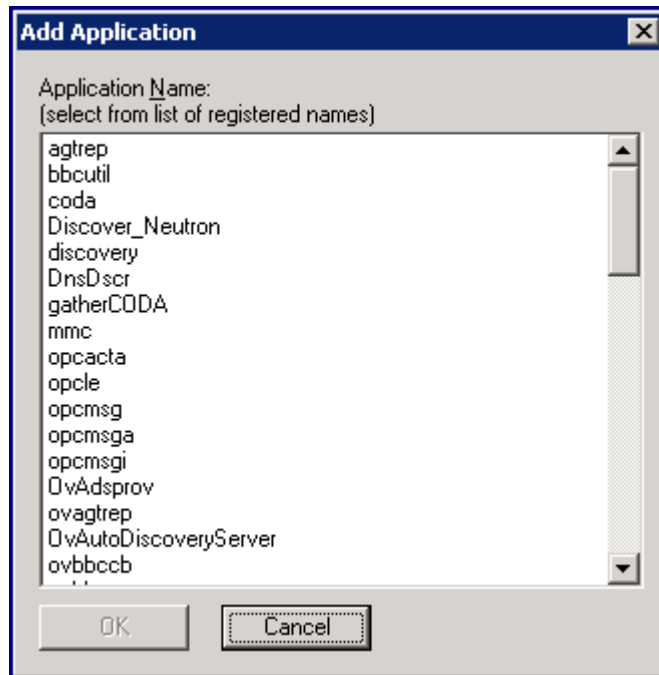 Add Application
Application Name:
(select from list of registered names)
agtrep
bbcutil
coda
Discover_Neutron
discovery
DnsDscr
gatherCODA
mmc
opcacta
opcle
opcmsg
opcmsga
opcmsgi
OvAdsprov
ovagtrep
OvAutoDiscoveryServer
ovbbccb
OK
Cancel